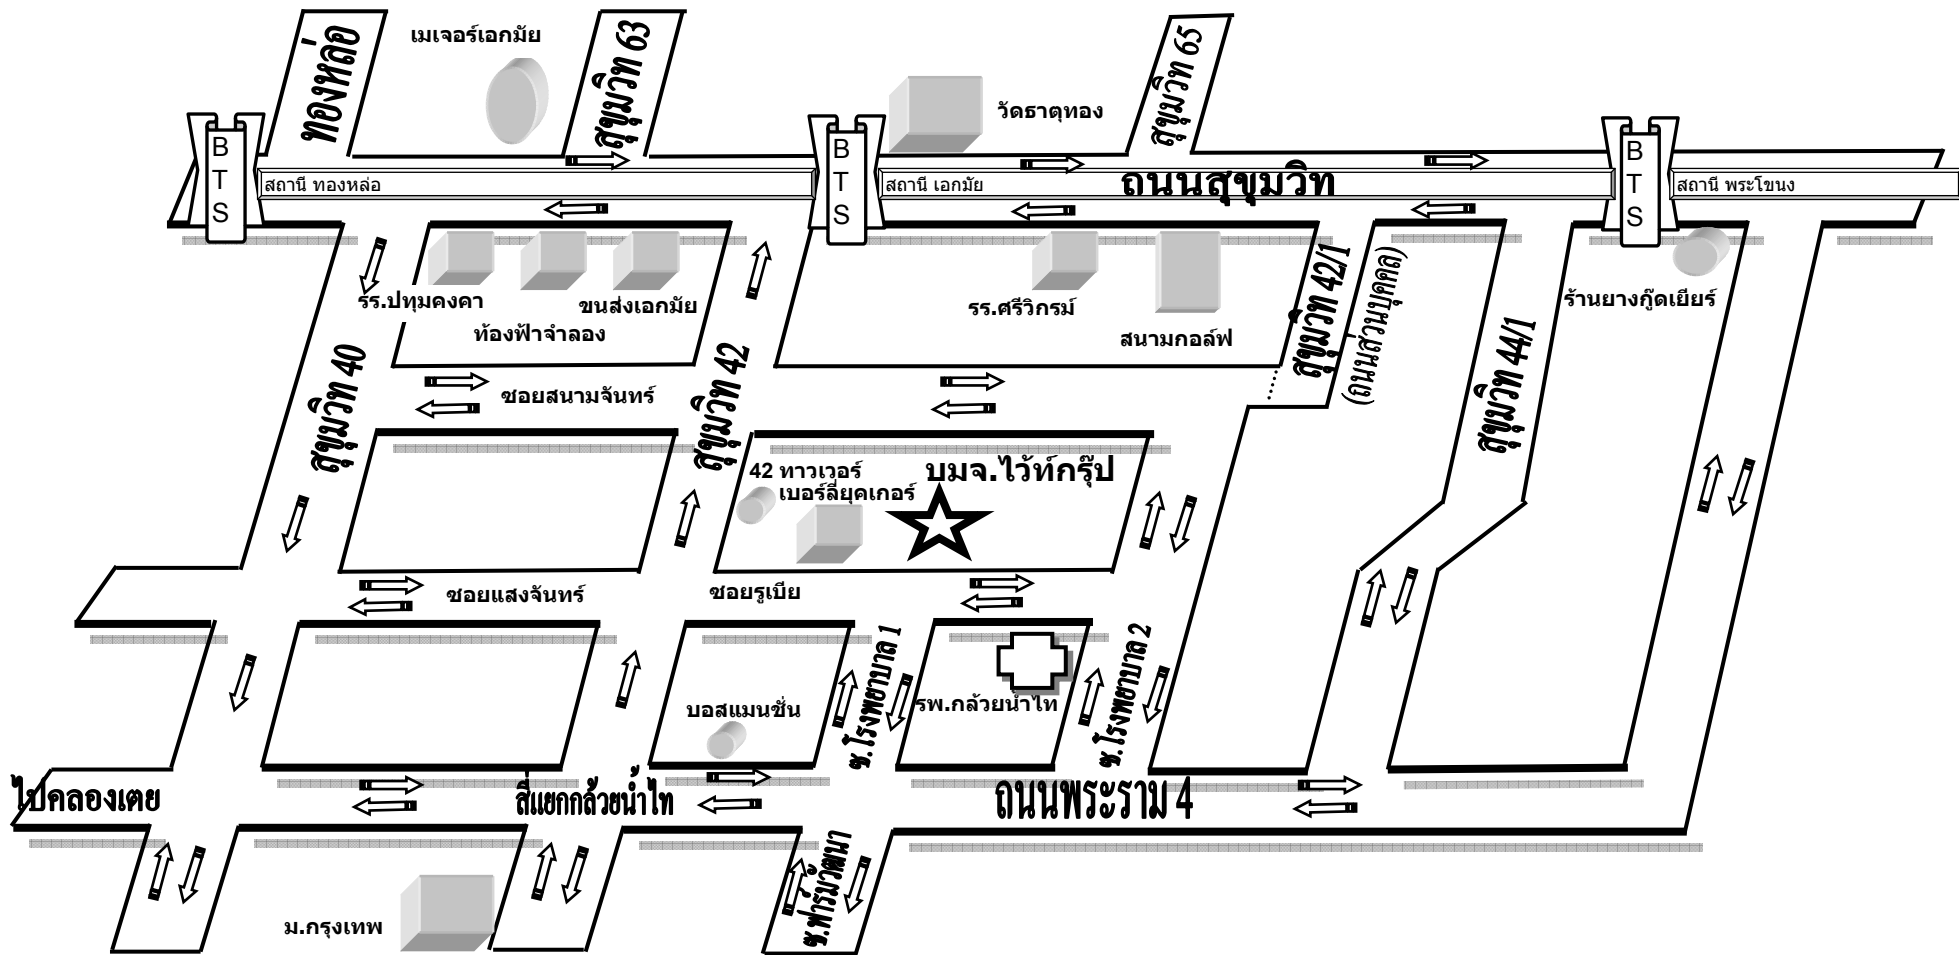 ทองหล่อ
เมเจอร์เอกมัย
สุขุมวิท 63
วัดธาตุทอง
สุขุมวิท 65
BTS
สถานี ทองหล่อ
BTS
สถานี เอกมัย
ถนนสุขุมวิท
BTS
สถานี พระโขนง
รร.ปทุมคงคา
ท้องฟ้าจำลอง
ขนส่งเอกมัย
รร.ศรีวิกรม์
สนามกอล์ฟ
สุขุมวิท 42/1
(ถนนส่วนบุคคล)
ร้านยางกู๊ดเยียร์
สุขุมวิท 40
ซอยสนามจันทร์
สุขุมวิท 42
สุขุมวิท 44/1
42 ทาวเวอร์
เบอร์ลี่ยุคเกอร์
บมจ.ไว้ท์กรุ๊ป
ซอยแสงจันทร์
ซอยรูเบีย
บอสแมนชั่น
ซ.โรงพยาบาล 1
รพ.กล้วยน้ำไท
ซ.โรงพยาบาล 2
ไปคลองเตย
สี่แยกกล้วยน้ำไท
ถนนพระราม 4
ม.กรุงเทพ
ซ.ฟาร์มวัฒนา